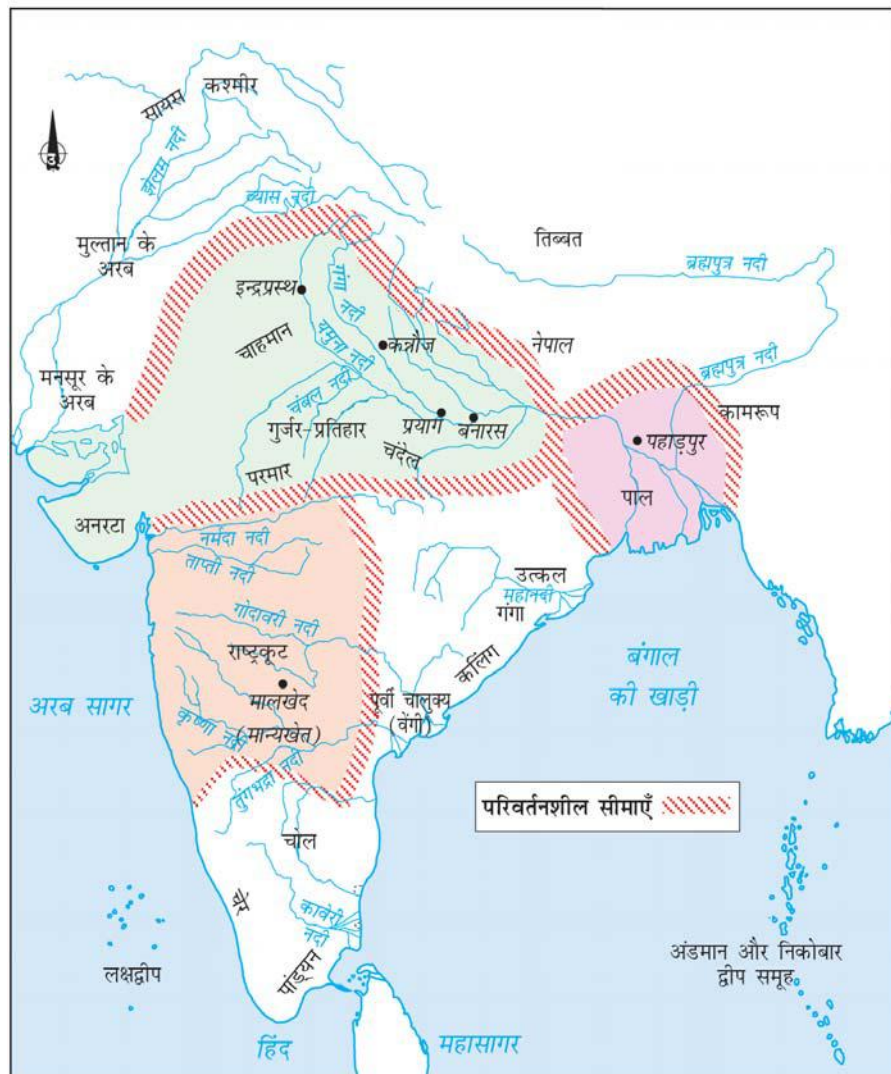 सायस
कश्मीर
उ
झेलम नदी
ब्यास नदी
मुल्तान के
अरब
तिब्बत
ब्रह्मपुत्र नदी
इन्द्रप्रस्थ
गंगा नदी
चाहमान
यमुना नदी
कन्नौज
नेपाल
ब्रह्मपुत्र नदी
मनसूर के
अरब
चंबल नदी
कामरूप
गुर्जर-प्रतिहार
प्रयाग
बनारस
पहाड़पुर
चंदेल
परमार
पाल
अनरटा
नर्मदा नदी
ताप्ती नदी
उत्कल
महानदी
गंगा
गोदावरी नदी
राष्ट्रकूट
कलिंग
मालखेद
(मान्यखेत)
पूर्वी चालुक्य
(वेंगी)
बंगाल
की खाड़ी
अरब सागर
कृष्णा नदी
तुंगभद्रा नदी
परिवर्तनशील सीमाएँ
चोल
चेर
कावेरी
नदी
पांड्यन
लक्षद्वीप
अंडमान और निकोबार
द्वीप समूह
हिंद
महासागर